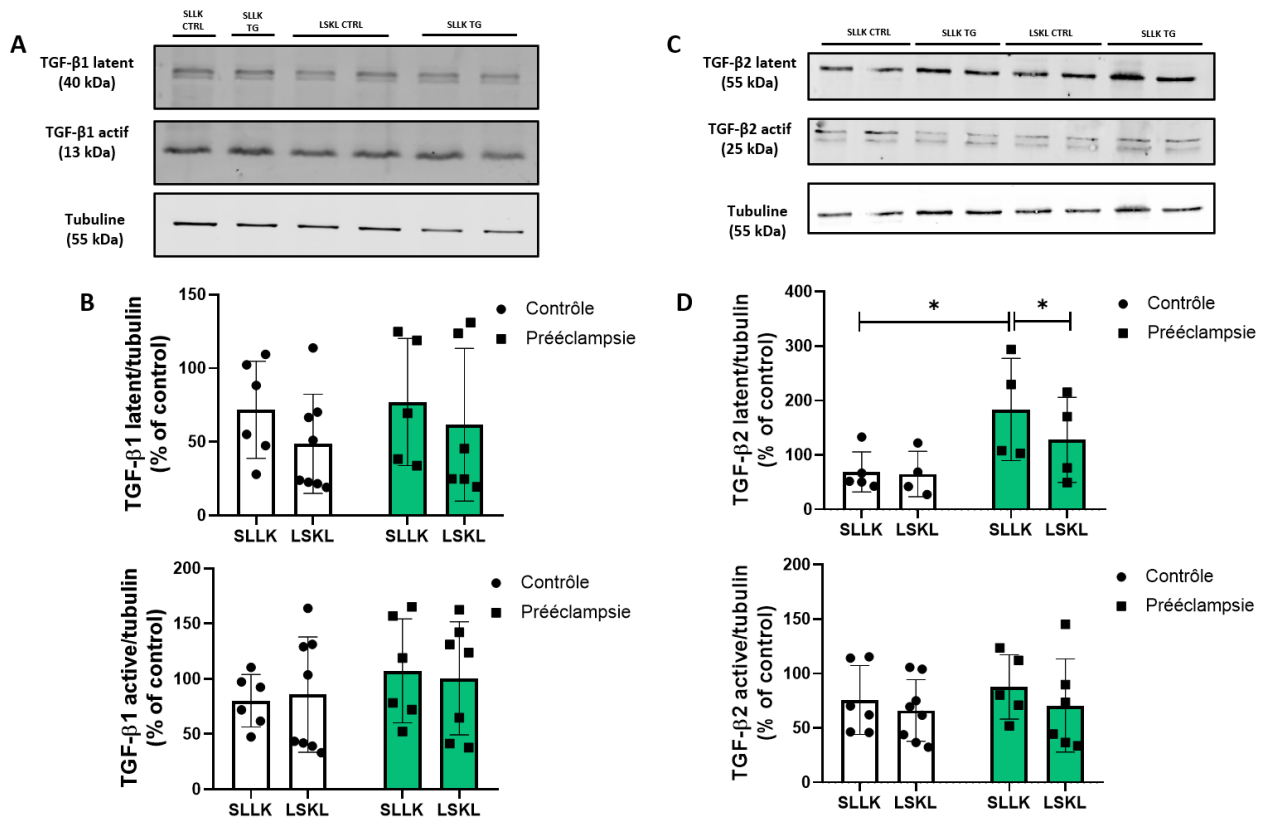 A
SLLK
CTRL
SLLK
TG
LSKL CTRL
SLLK TG
TGF-β1 latent
(40 kDa)
TGF-β1 actif
(13 kDa)
Tubuline
(55 kDa)
B
TGF-β1 latent/tubulin
(% of control)
150
100
50
0
SLLK LSKL SLLK LSKL
Contrôle
Prééclampsie
TGF-β1 active/tubulin
(% of control)
200
150
100
50
0
SLLK LSKL SLLK LSKL
Contrôle
Prééclampsie
C
SLLK CTRL SLLK TG LSKL CTRL SLLK TG
TGF-β2 latent
(55 kDa)
TGF-β2 actif
(25 kDa)
Tubuline
(55 kDa)
D
TGF-β2 latent/tubulin
(% of control)
400
300
200
100
0
* *
SLLK LSKL SLLK LSKL
Contrôle
Prééclampsie
TGF-β2 active/tubulin
(% of control)
200
150
100
50
0
SLLK LSKL SLLK LSKL
Contrôle
Prééclampsie